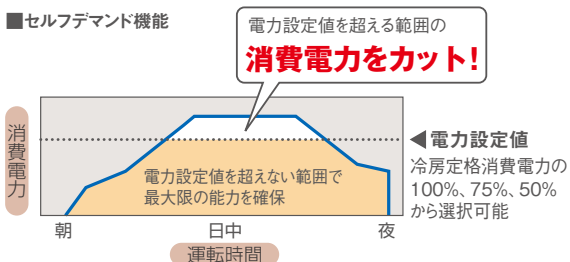 ■セルフデマンド機能
電力設定値を超える範囲の
消費電力をカット!
消費電力
電力設定値を超えない範囲で
最大限の能力を確保
◀電力設定値
冷房定格消費電力の
100%、75%、50%
から選択可能
朝 日中 夜
運転時間